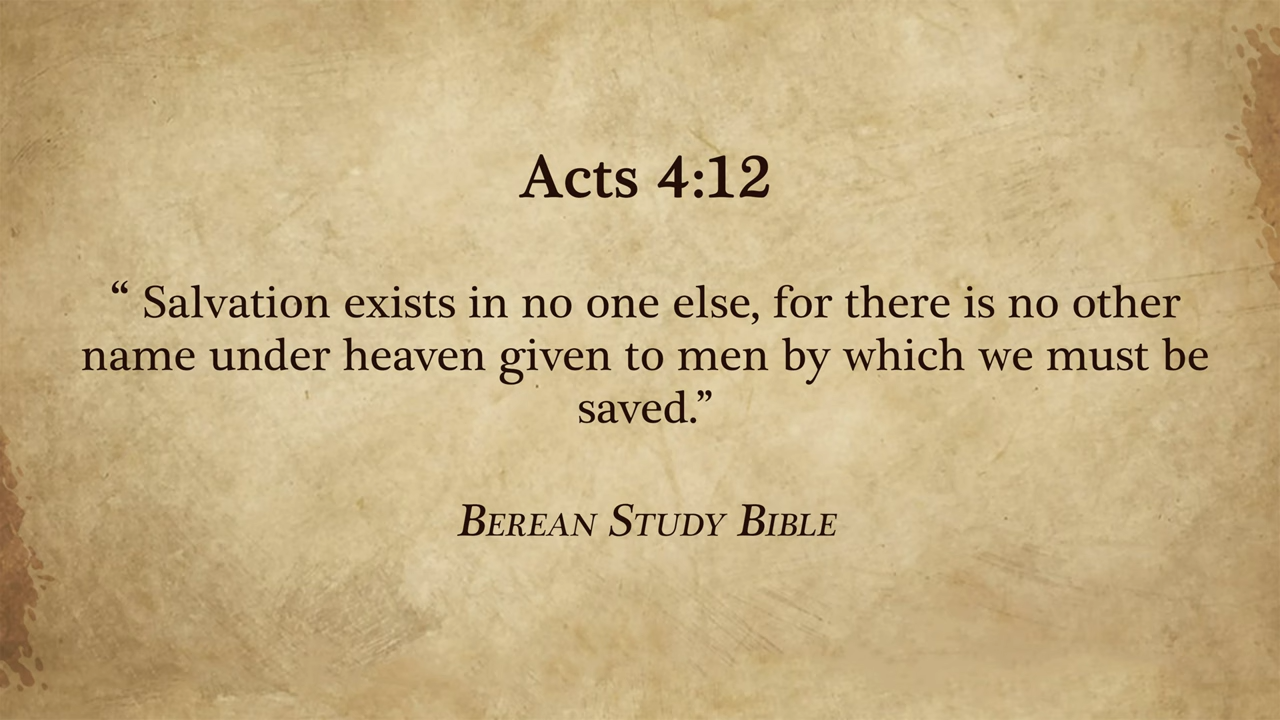 Acts 4:12
“ Salvation exists in no one else, for there is no other
name under heaven given to men by which we must be
saved.”
Berean Study Bible